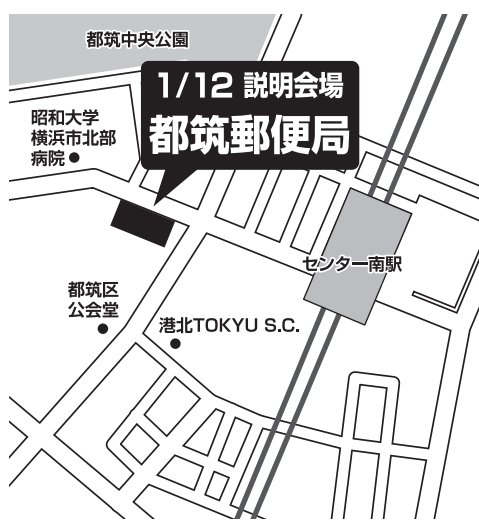 都筑中央公園
1/12 説明会場
都筑郵便局
昭和大学
横浜市北部
病院
センター南駅
都筑区
公会堂
港北TOKYU S.C.